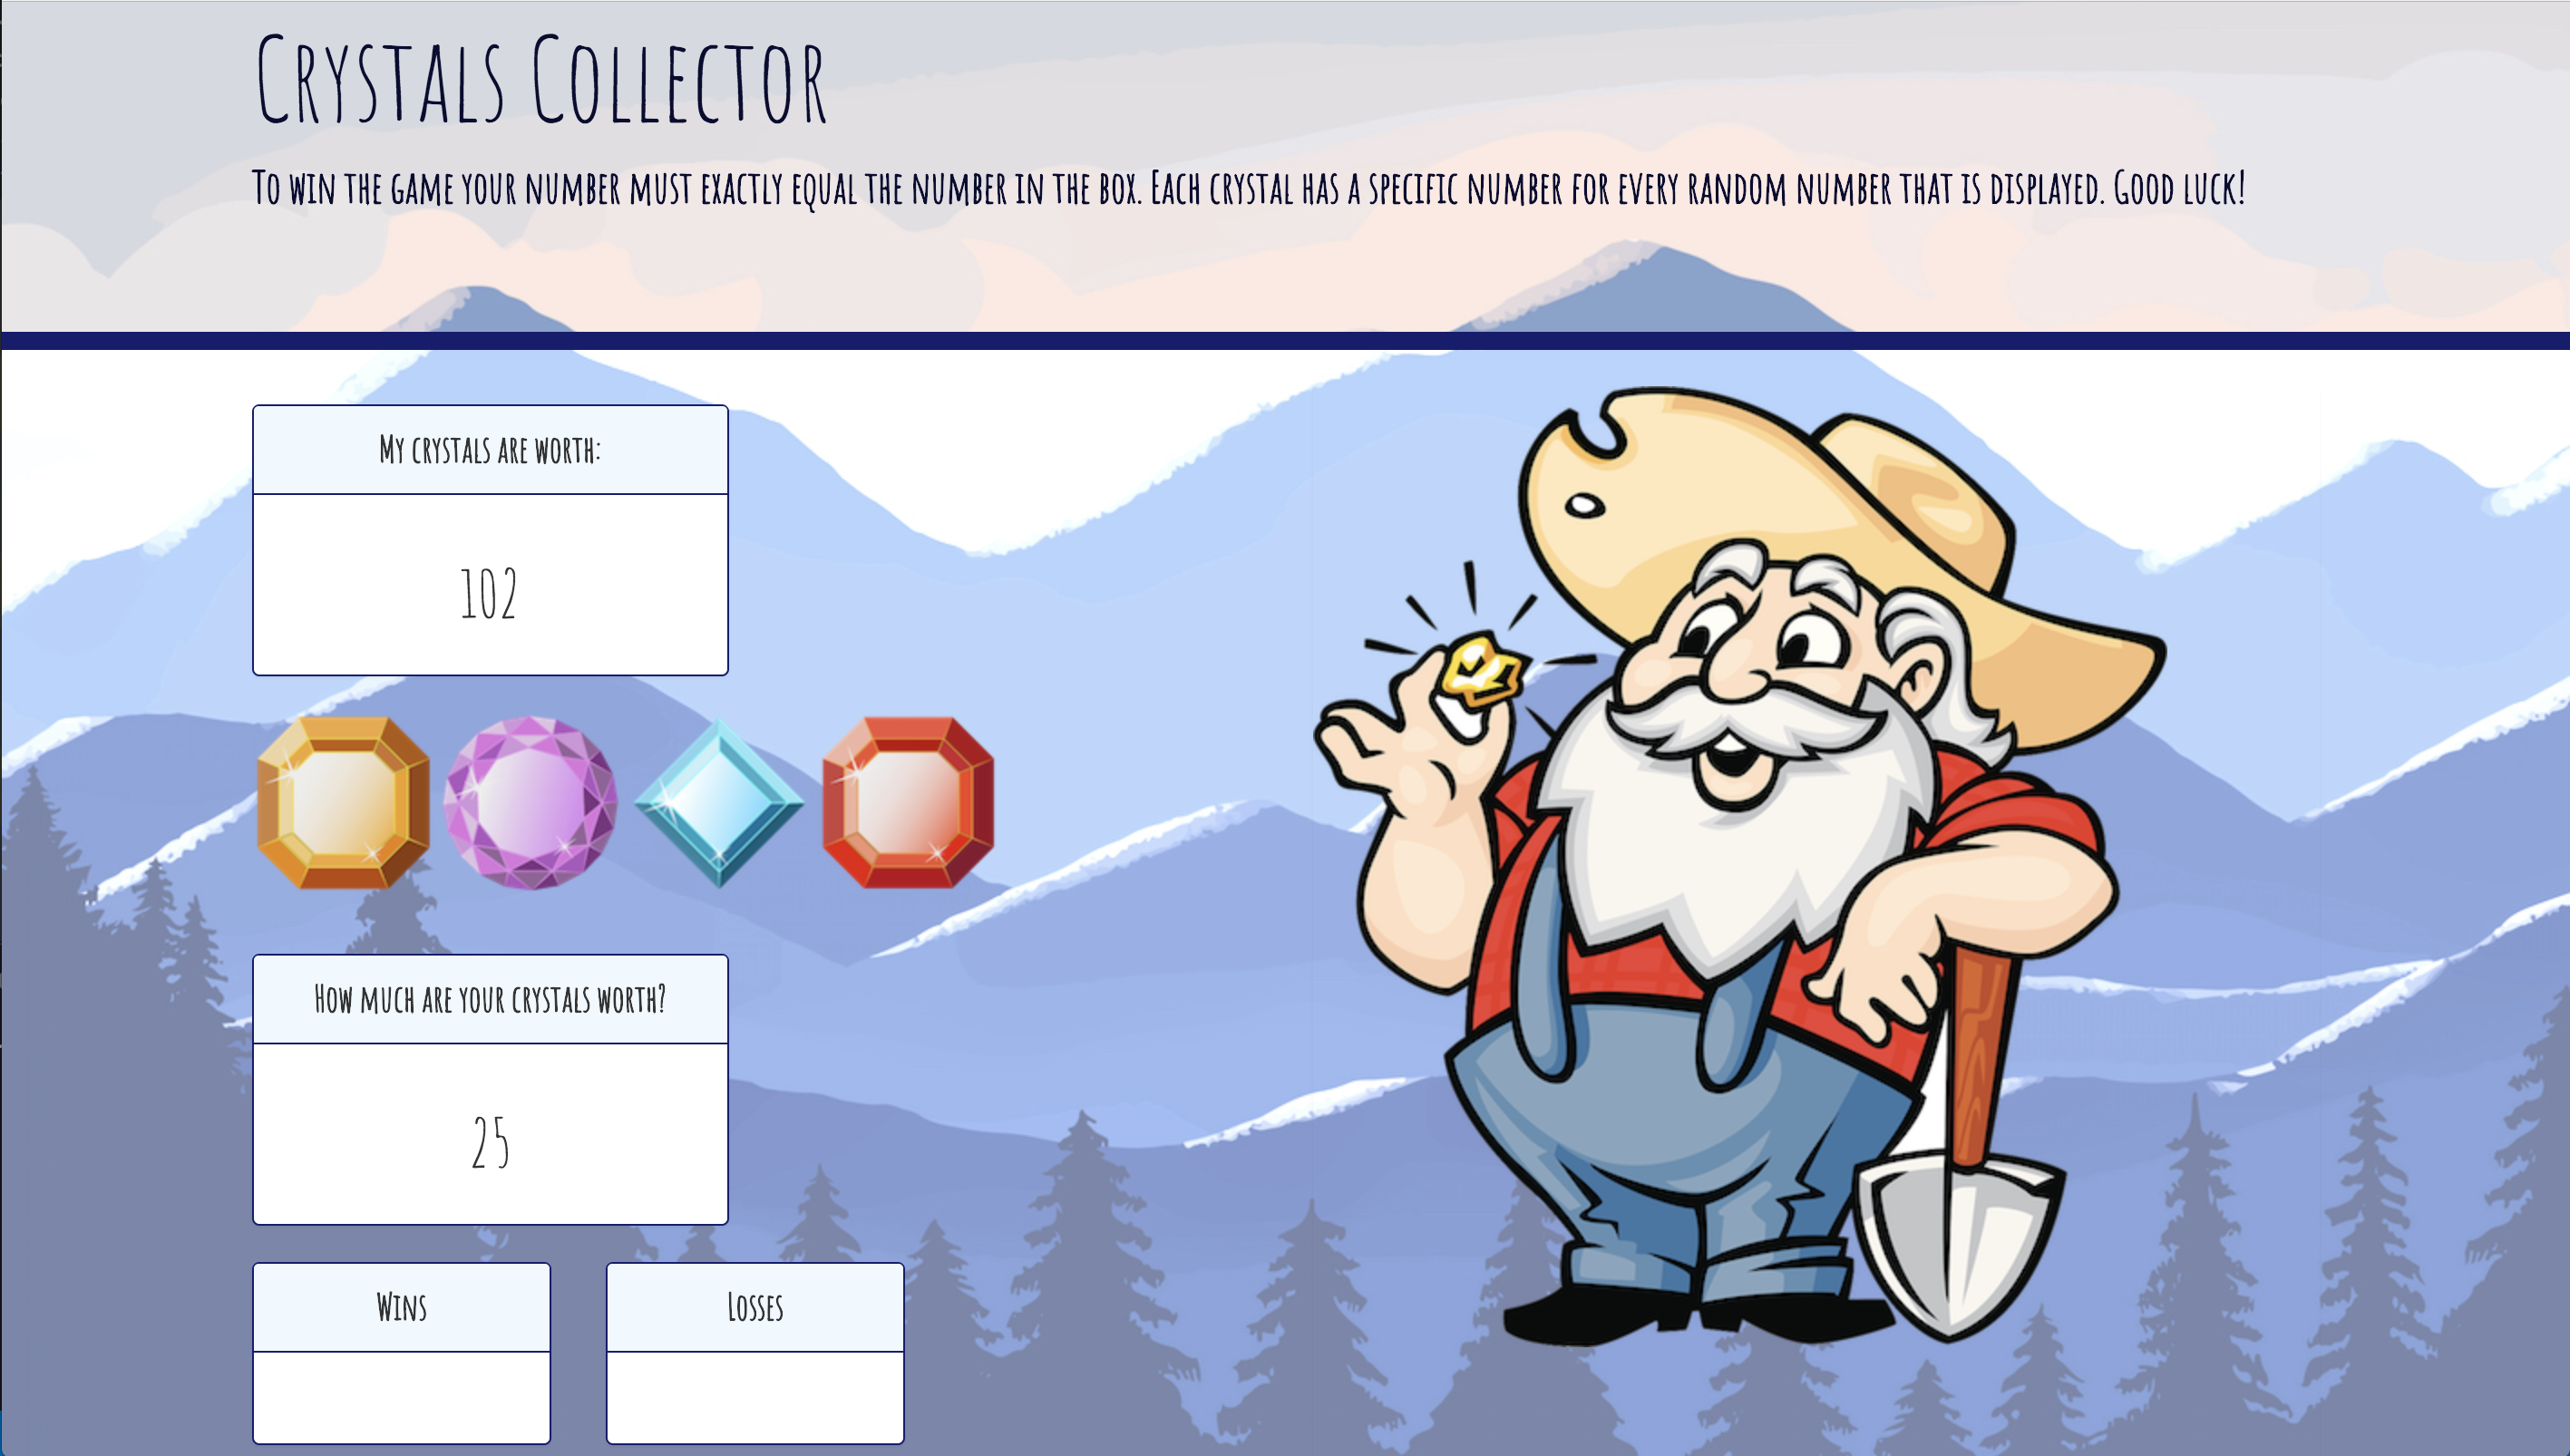 Crystals Collector
To win the game your number must exactly equal the number in the box. Each crystal has a specific number for every random number that is displayed. Good luck!
My crystals are worth:
102
How much are your crystals worth?
25
Wins
Losses